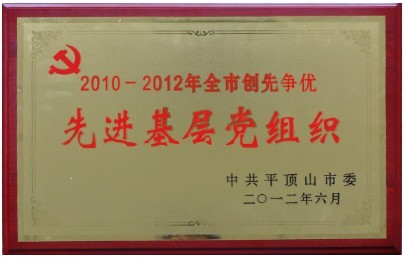 2010－2012年全市创先争优
先进基层党组织
中共平顶山市委
二〇一二年六月